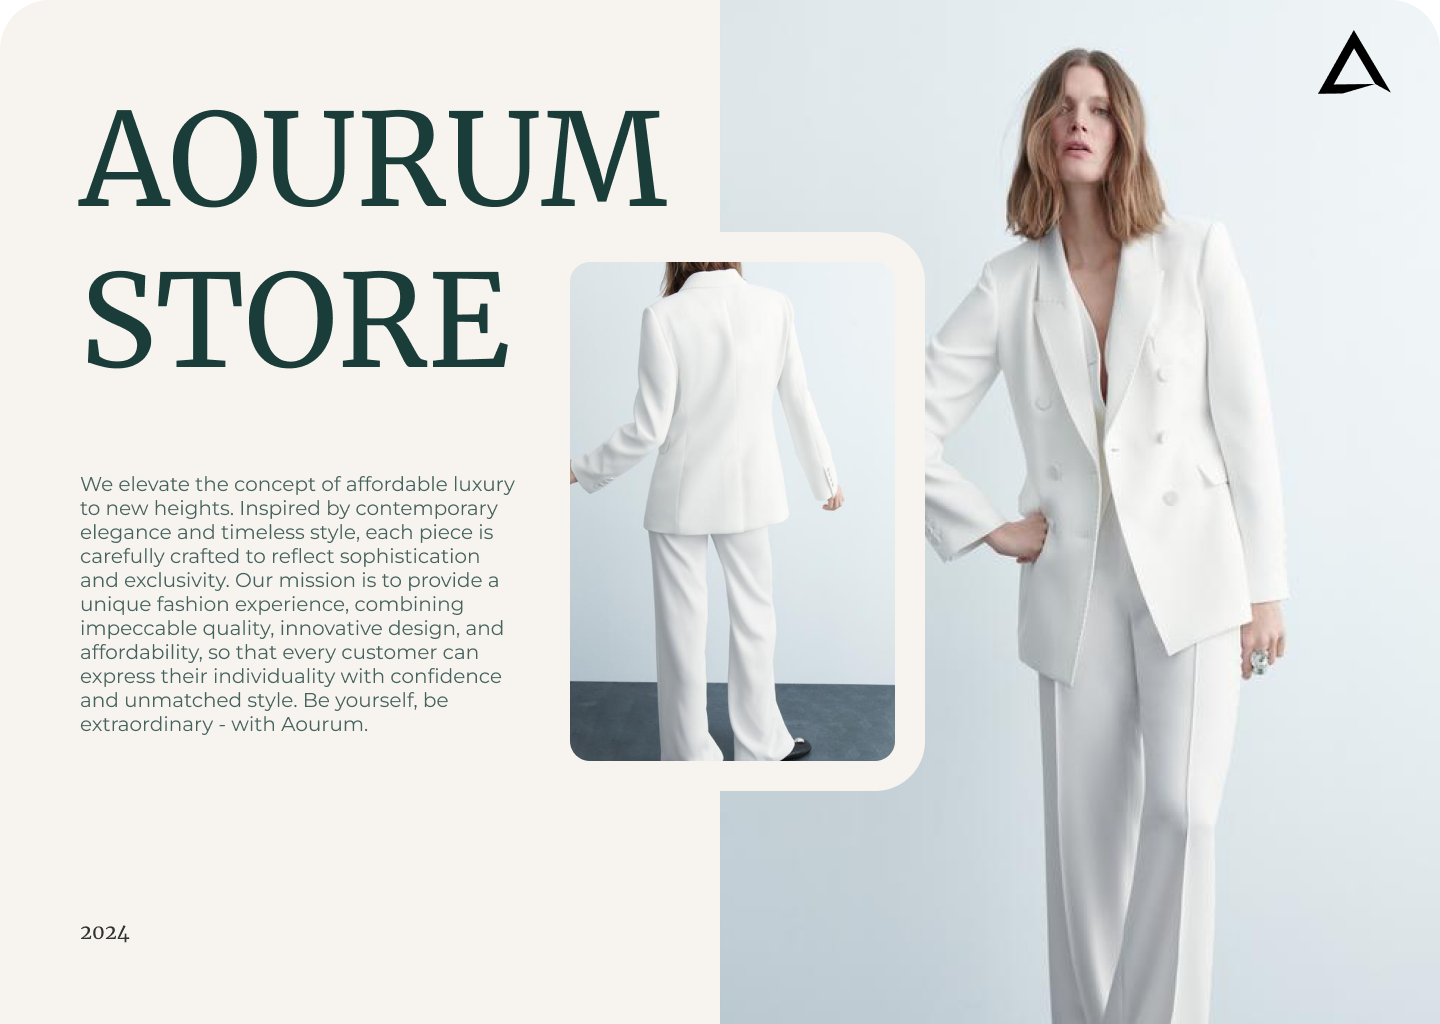 AOURUM
STORE
We elevate the concept of affordable luxury
to new heights. Inspired by contemporary
elegance and timeless style, each piece is
carefully crafted to reflect sophistication
and exclusivity. Our mission is to provide a
unique fashion experience, combining
impeccable quality, innovative design, and
affordability, so that every customer can
express their individuality with confidence
and unmatched style. Be yourself, be
extraordinary - with Aourum.
2024